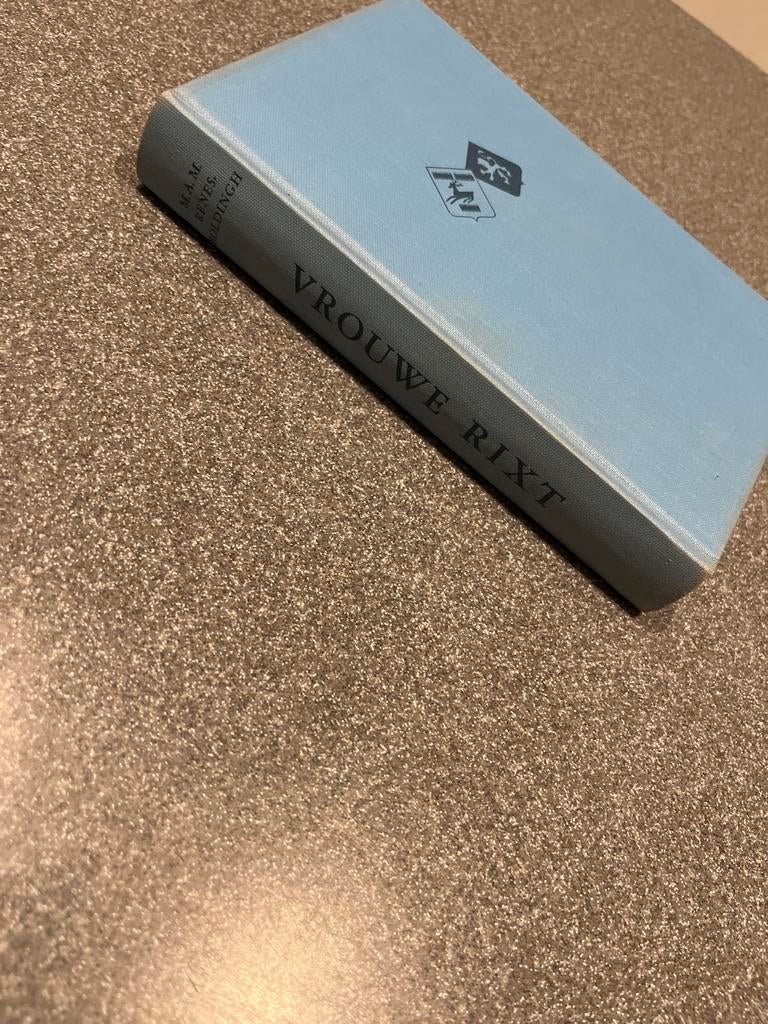 M.A.M.
RENES-
BOLDINGH
VROUWE RIXT